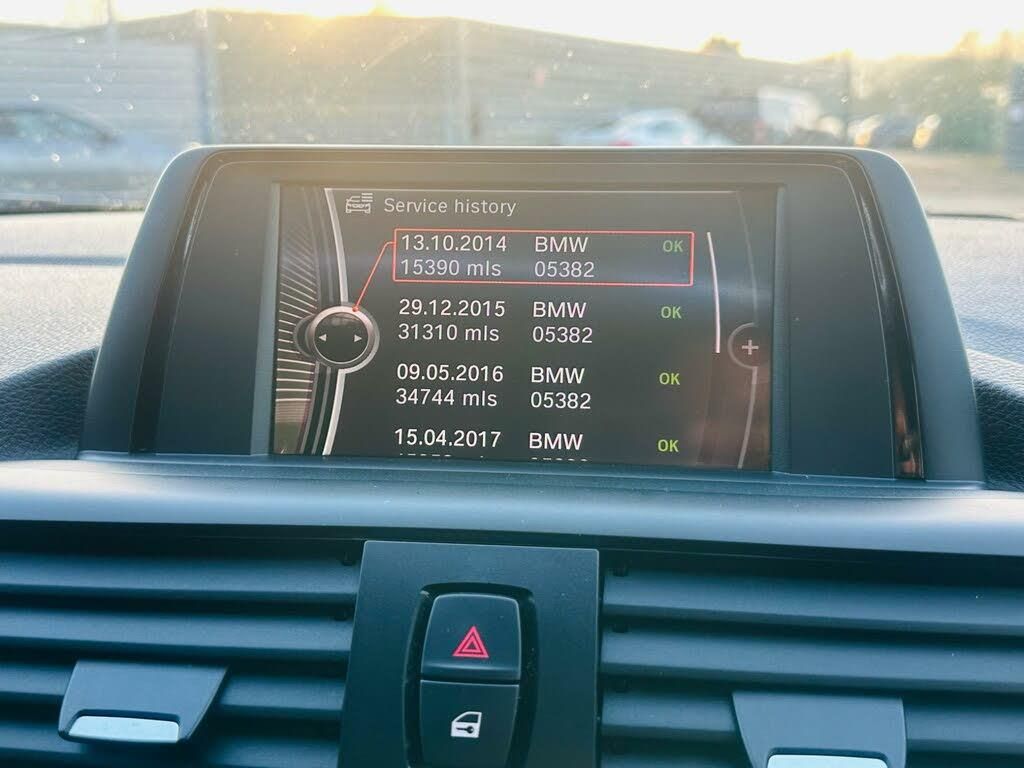 Service history
13.10.2014 BMW OK
15390 mls 05382
29.12.2015 BMW OK
31310 mls 05382
09.05.2016 BMW OK
34744 mls 05382
15.04.2017 BMW OK